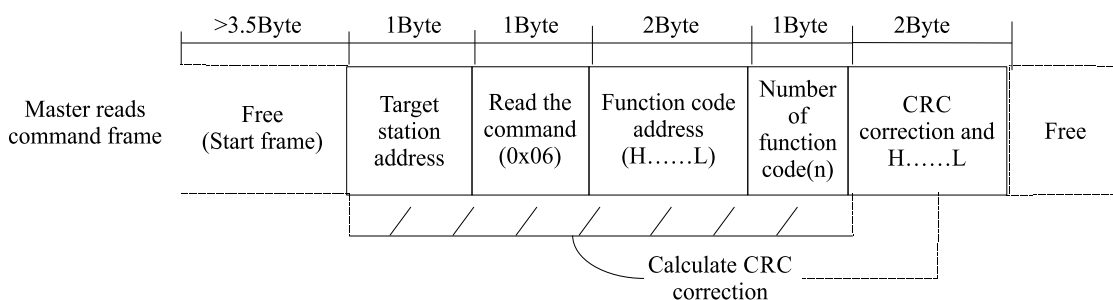 >3.5Byte 1Byte 1Byte 2Byte 1Byte 2Byte
Master reads
command frame
Free
(Start frame)
Target
station
address
Read the
command
(0x06)
Function code
address
(H……L)
Number
of
function
code(n)
CRC
correction and
H……L
Free
Calculate CRC
correction